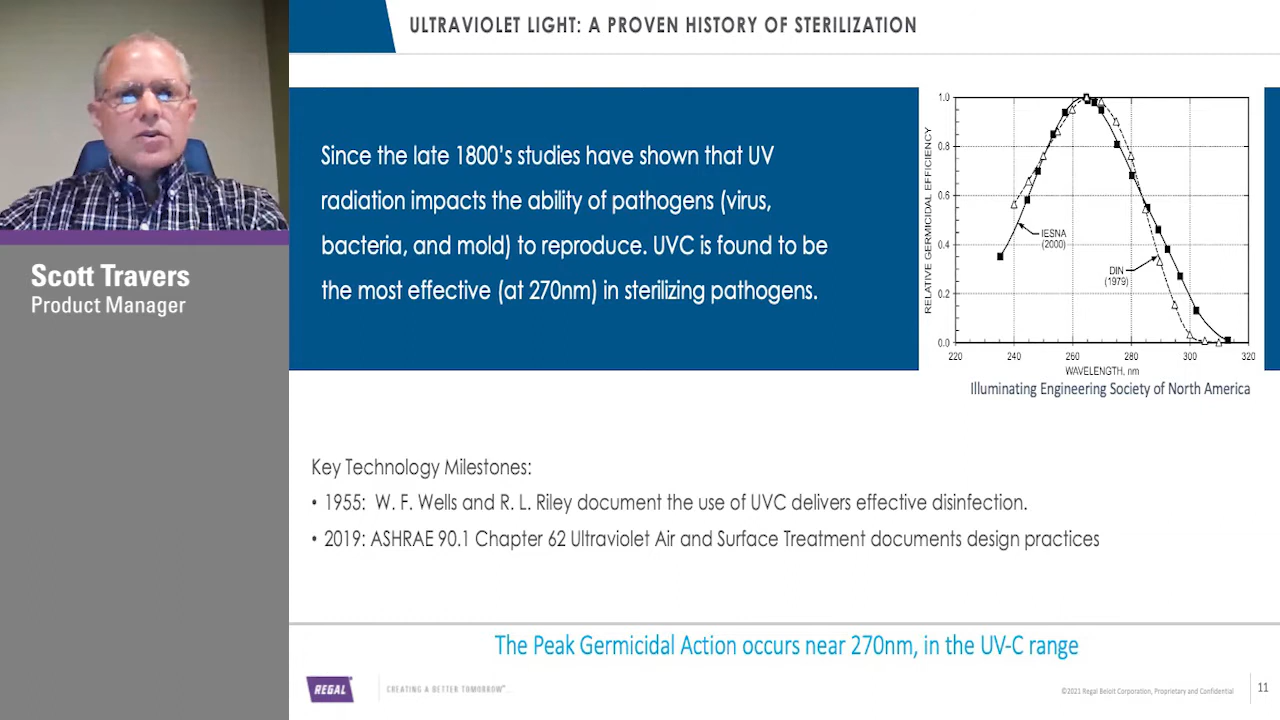 ULTRAVIOLET LIGHT: A PROVEN HISTORY OF STERILIZATION
Scott Travers
Product Manager
Since the late 1800's studies have shown that UV
radiation impacts the ability of pathogens (virus,
bacteria, and mold) to reproduce. UVC is found to be
the most effective (at 270nm) in sterilizing pathogens.
RELATIVE GERMICIDAL EFFICIENCY
1.0
0.8
0.6
0.4
0.2
0.0
IESNA
(2000)
DIN
(1979)
220 240 260 280 300 320
WAVELENGTH, nm
Illuminating Engineering Society of North America
Key Technology Milestones:
• 1955: W. F. Wells and R. L. Riley document the use of UVC delivers effective disinfection.
• 2019: ASHRAE 90.1 Chapter 62 Ultraviolet Air and Surface Treatment documents design practices
The Peak Germicidal Action occurs near 270nm, in the UV-C range
REGAL
CREATING A BETTER TOMORROW™...
©2021 Regal Beloit Corporation, Proprietary and Confidential
11